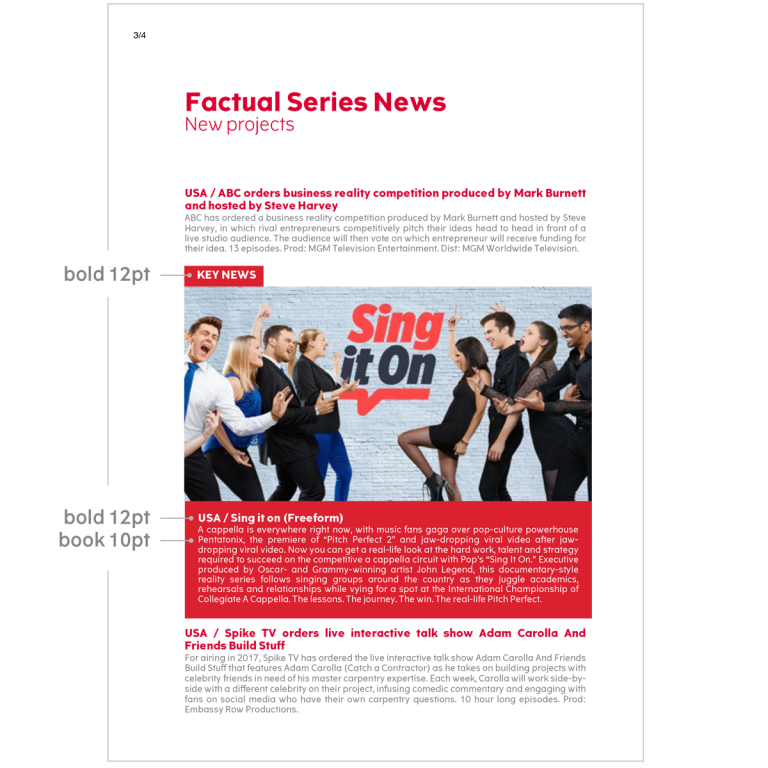 3/4
Factual Series News
New projects
USA / ABC orders business reality competition produced by Mark Burnett
and hosted by Steve Harvey
ABC has ordered a business reality competition produced by Mark Burnett and hosted by Steve
Harvey, in which rival entrepreneurs competitively pitch their ideas head to head in front of a
live studio audience. The audience will then vote on which entrepreneur will receive funding for
their idea. 13 episodes. Prod: MGM Television Entertainment. Dist: MGM Worldwide Television.
bold 12pt
KEY NEWS
Sing
it On
bold 12pt
USA / Sing it on (Freeform)
A cappella is everywhere right now, with music fans gaga over pop-culture powerhouse
book 10pt
Pentatonix, the premiere of “Pitch Perfect 2” and jaw-dropping viral video after jaw-
dropping viral video. Now you can get a real-life look at the hard work, talent and strategy
required to succeed on the competitive a cappella circuit with Pop’s “Sing It On.” Executive
produced by Oscar- and Grammy-winning artist John Legend, this documentary-style
reality series follows singing groups around the country as they juggle academics,
rehearsals and relationships while vying for a spot at the International Championship of
Collegiate A Cappella. The lessons. The journey. The win. The real-life Pitch Perfect.
USA / Spike TV orders live interactive talk show Adam Carolla And
Friends Build Stuff
For airing in 2017, Spike TV has ordered the live interactive talk show Adam Carolla And Friends
Build Stuff that features Adam Carolla (Catch a Contractor) as he takes on building projects with
celebrity friends in need of his master carpentry expertise. Each week, Carolla will work side-by-
side with a different celebrity on their project, infusing comedic commentary and engaging with
fans on social media who have their own carpentry questions. 10 hour long episodes. Prod:
Embassy Row Productions.